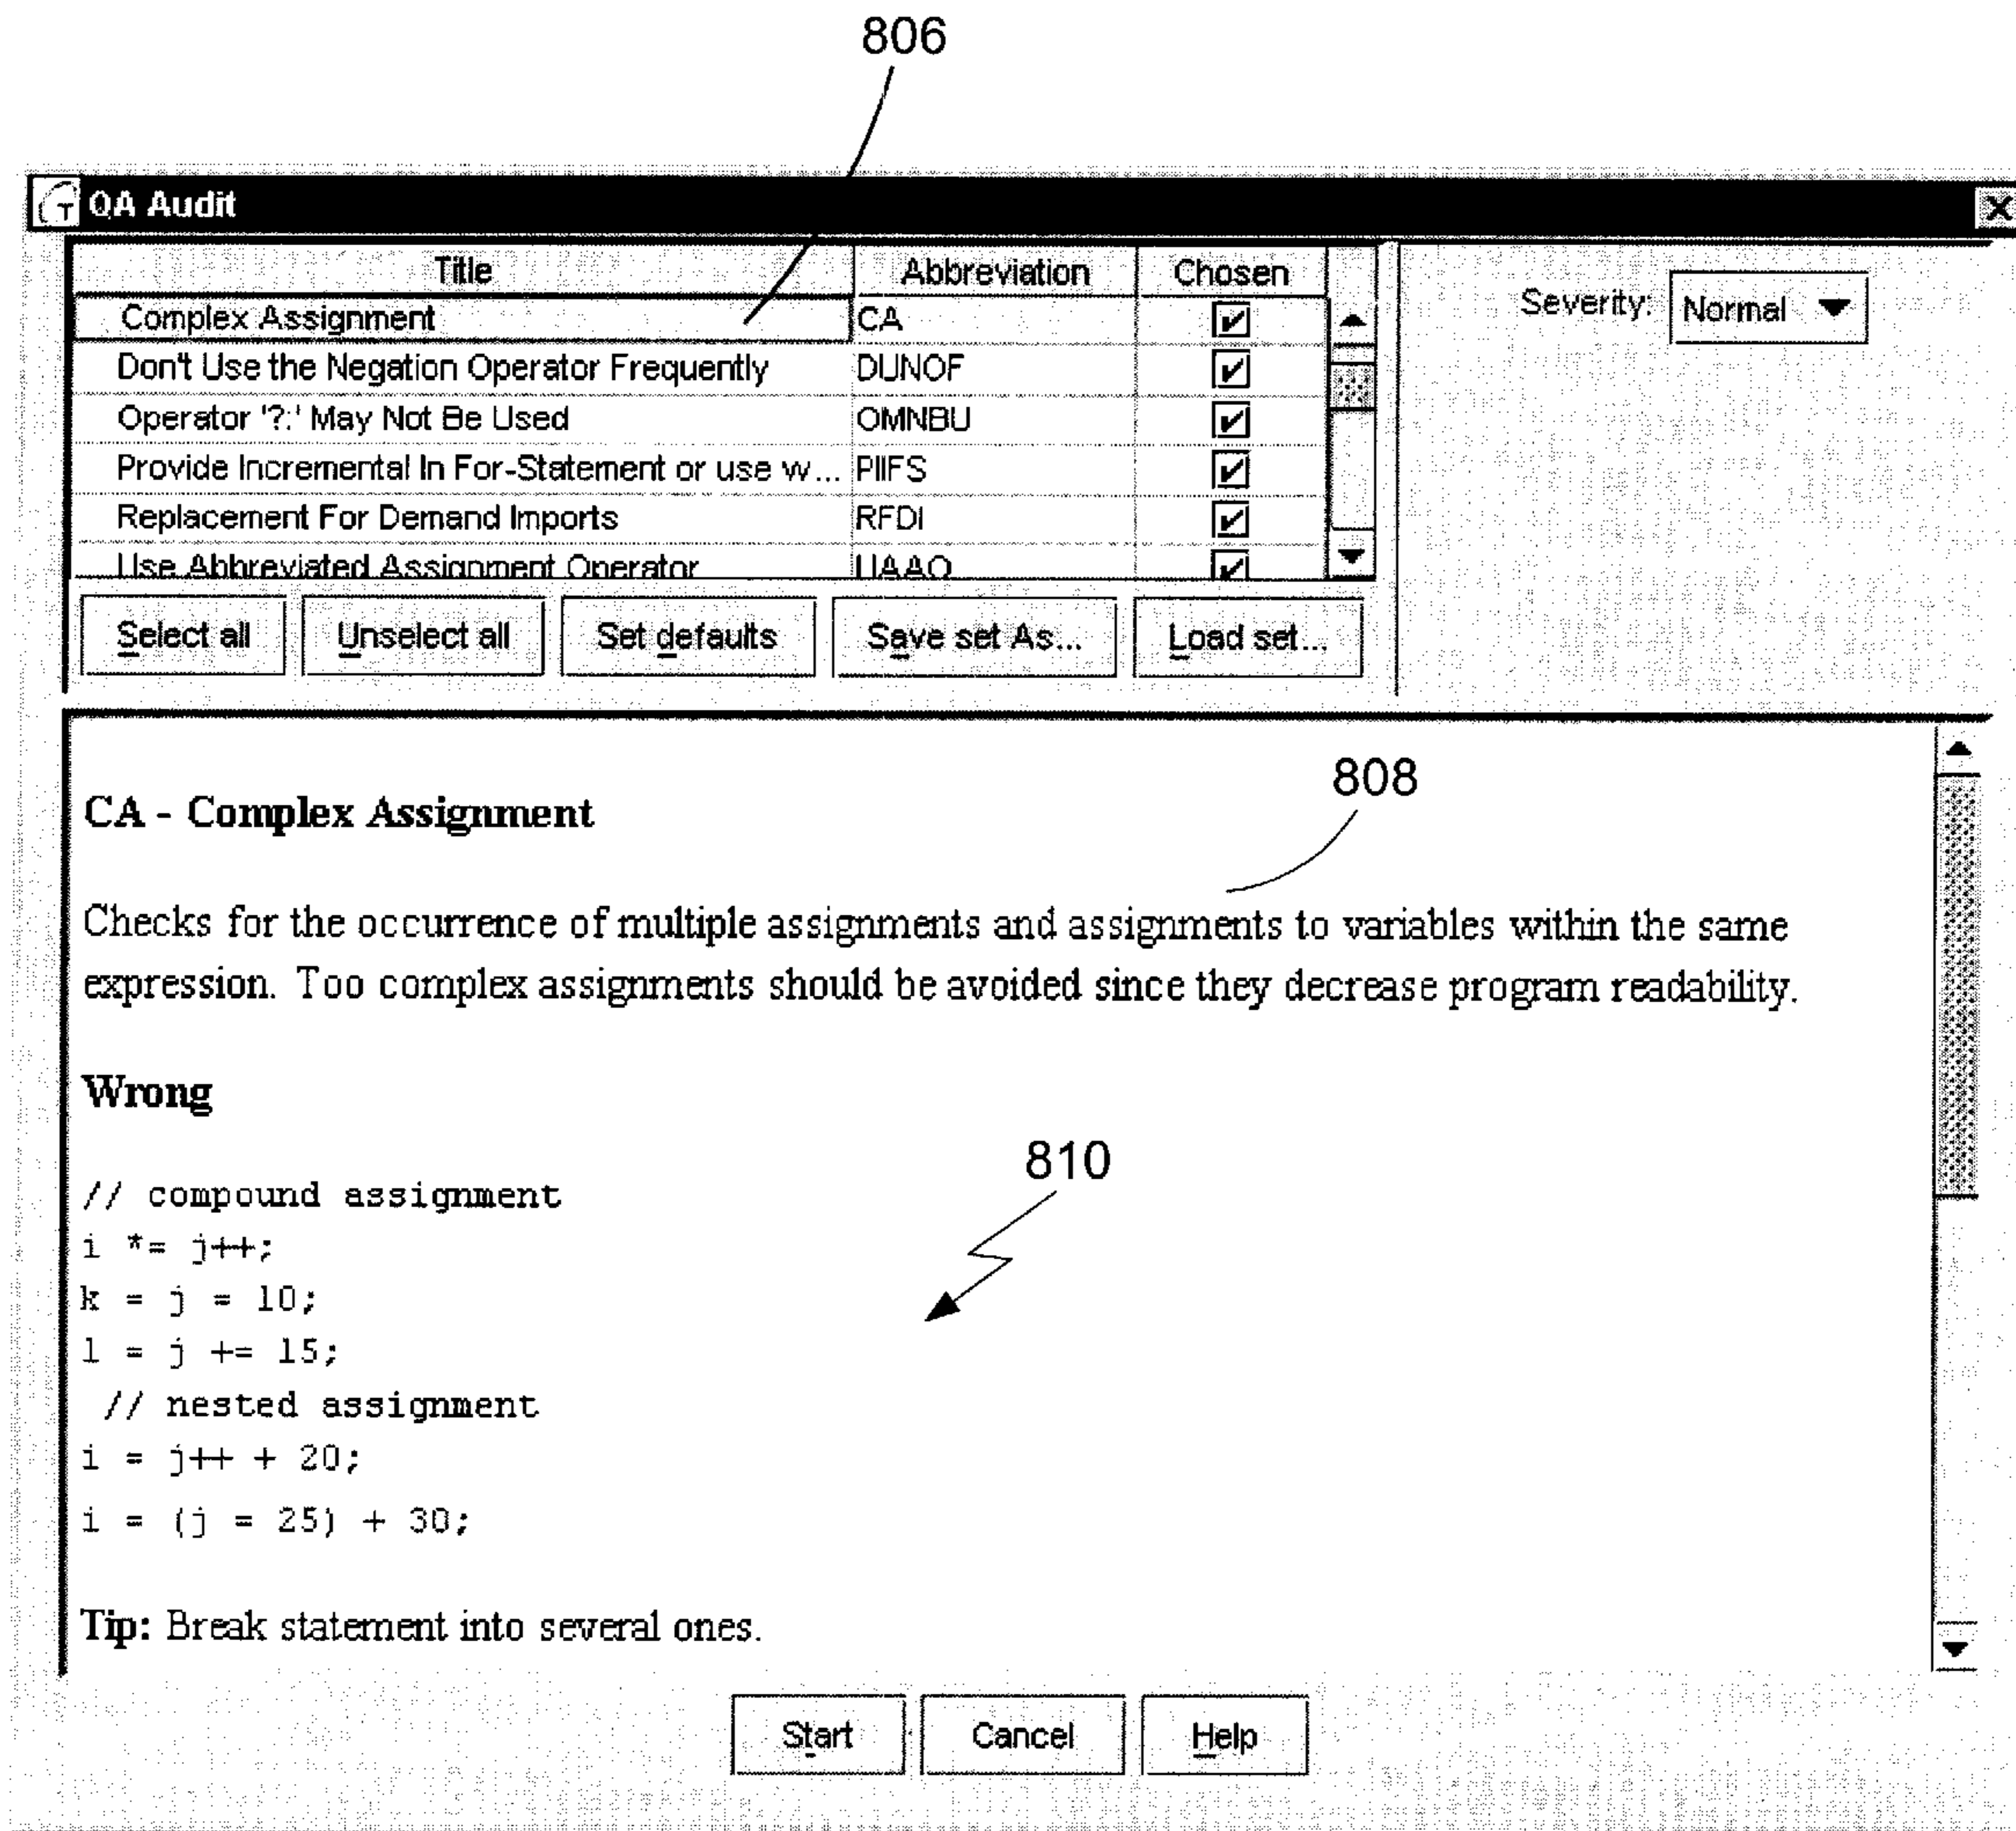 806
QA Audit
Title Abbreviation Chosen
Complex Assignment CA
Don't Use the Negation Operator Frequently DUNOF
Operator '?:' May Not Be Used OMNBU
Provide Incremental In For-Statement or use w... PIIFS
Replacement For Demand Imports RFDI
Use Abbreviated Assignment Operator UAAO
Severity: Normal
Select all Unselect all Set defaults Save set As... Load set...
808
CA - Complex Assignment
Checks for the occurrence of multiple assignments and assignments to variables within the same
expression. Too complex assignments should be avoided since they decrease program readability.
Wrong
810
// compound assignment
i *= j++;
k = j = 10;
l = j += 15;
// nested assignment
i = j++ + 20;
i = (j = 25) + 30;
Tip: Break statement into several ones.
Start Cancel Help